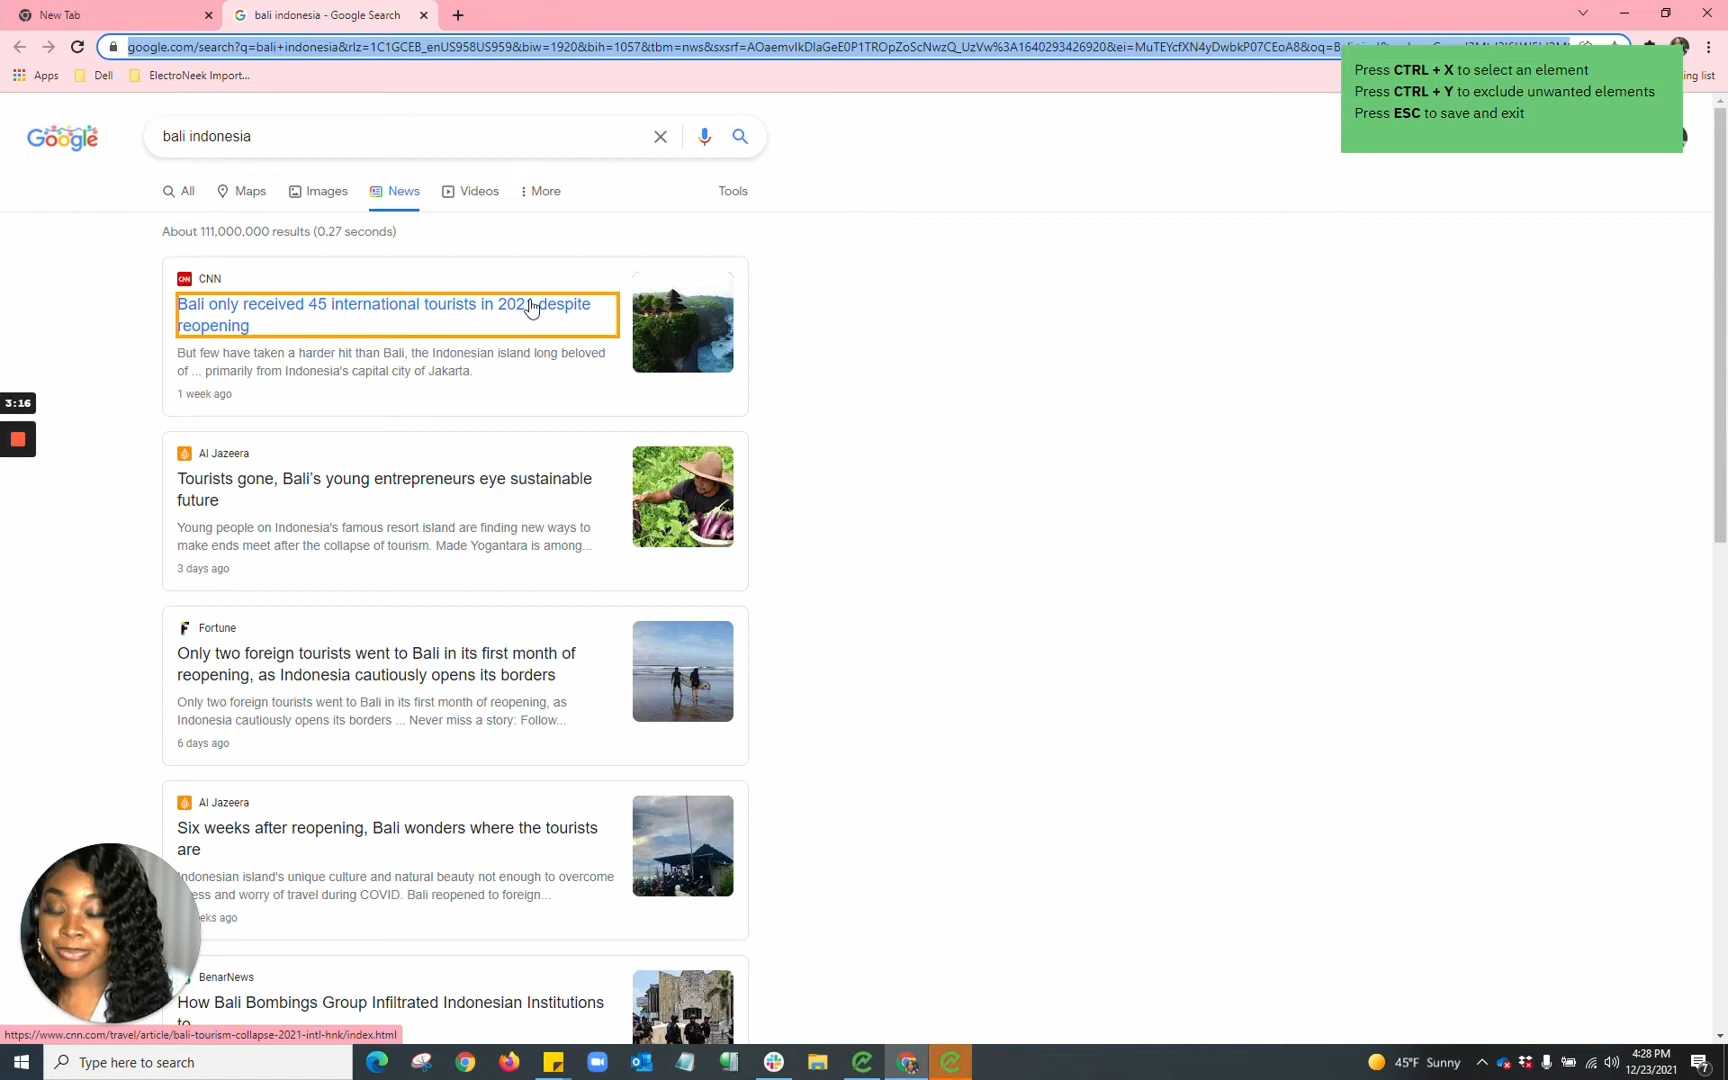 New Tab
bali indonesia - Google Search
google.com/search?q=bali+indonesia&rlz=1C1GCEB_enUS958US959&biw=1920&bih=1057&tbm=nws&sxsrf=AOaemvIkDlaGeE0P1TROpZoScNwzQ_UzVw%3A1640293426920&ei=MuTEYcfXN4yDwbkP07CEoA8&oq=
Apps
Dell
ElectroNeek Import...
ng list
Press CTRL + X to select an element
Press CTRL + Y to exclude unwanted elements
Press ESC to save and exit
Google
bali indonesia
All
Maps
Images
News
Videos
More
Tools
About 111,000,000 results (0.27 seconds)
CNN
Bali only received 45 international tourists in 202 despite
reopening
But few have taken a harder hit than Bali, the Indonesian island long beloved
of ... primarily from Indonesia's capital city of Jakarta.
1 week ago
3:16
Al Jazeera
Tourists gone, Bali's young entrepreneurs eye sustainable
future
Young people on Indonesia's famous resort island are finding new ways to
make ends meet after the collapse of tourism. Made Yogantara is among...
3 days ago
Fortune
Only two foreign tourists went to Bali in its first month of
reopening, as Indonesia cautiously opens its borders
Only two foreign tourists went to Bali in its first month of reopening, as
Indonesia cautiously opens its borders ... Never miss a story: Follow...
6 days ago
Al Jazeera
Six weeks after reopening, Bali wonders where the tourists
are
Indonesian island's unique culture and natural beauty not enough to overcome
ess and worry of travel during COVID. Bali reopened to foreign...
eks ago
BenarNews
How Bali Bombings Group Infiltrated Indonesian Institutions
to
https://www.cnn.com/travel/article/bali-tourism-collapse-2021-intl-hnk/index.html
Type here to search
45°F Sunny
4:28 PM
12/23/2021
7